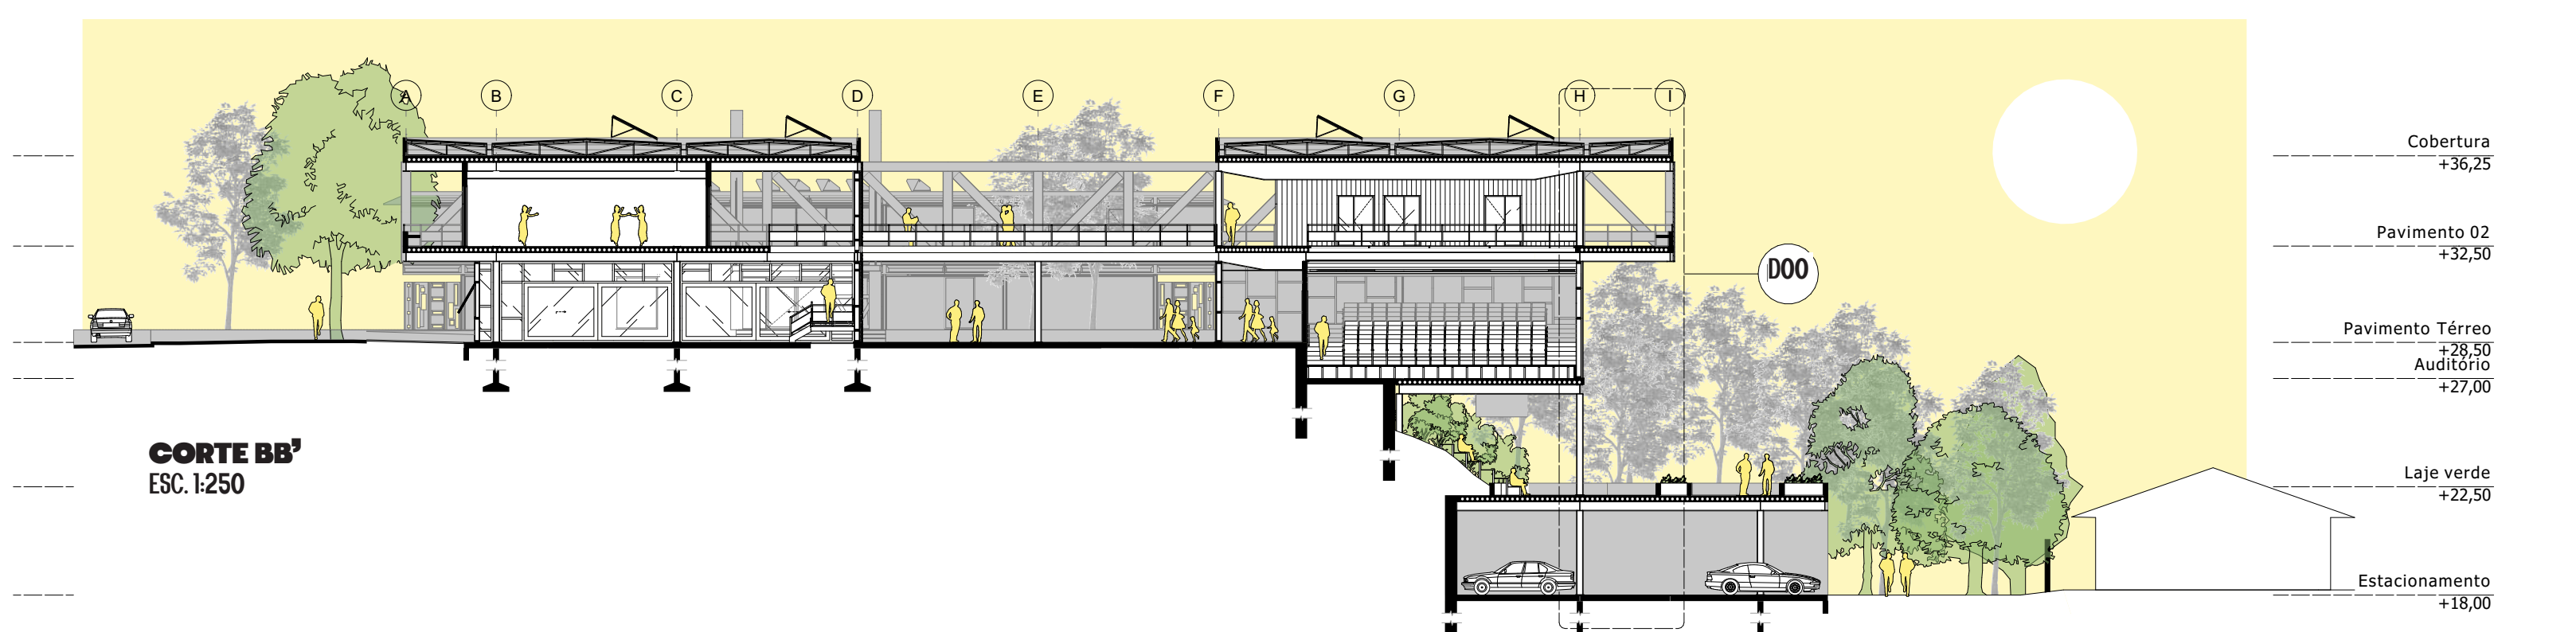 A B C D E F G H I
Cobertura
+36,25
Pavimento 02
+32,50
D00
Pavimento Térreo
+28,50
Auditório
+27,00
CORTE BB’
ESC. 1:250
Laje verde
+22,50
Estacionamento
+18,00